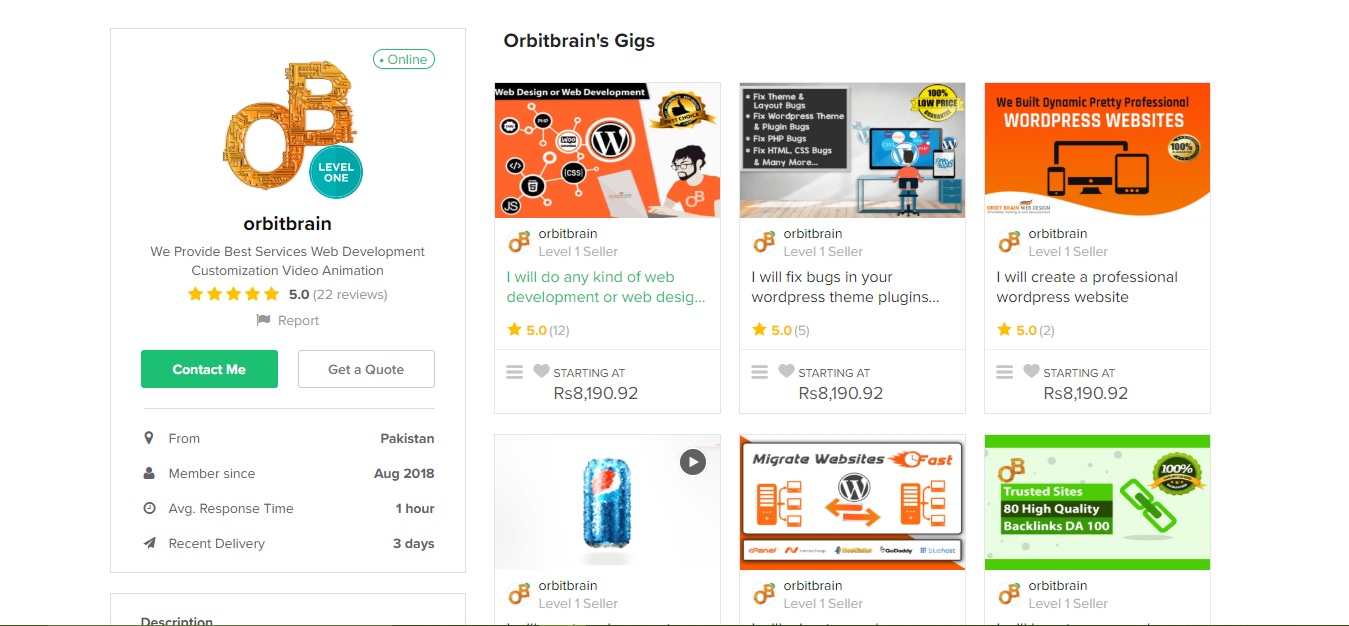 • Online
OB
LEVEL
ONE
orbitbrain
We Provide Best Services Web Development
Customization Video Animation
5.0 (22 reviews)
Report
Contact Me
Get a Quote
From
Pakistan
Member since
Aug 2018
Avg. Response Time
1 hour
Recent Delivery
3 days
Description
Orbitbrain's Gigs
Web Design or Web Development
BEST CHOICE
PHP
WOO
W
{CSS}
</>
JS
OB
orbitbrain
Level 1 Seller
I will do any kind of web
development or web desig...
5.0 (12)
STARTING AT
Rs8,190.92
• Fix Theme &
Layout Bugs
• Fix Wordpress Theme
& Plugin Bugs
• Fix PHP Bugs
• Fix HTML, CSS Bugs
& Many More...
100%
LOW PRICE
GUARANTEE
orbitbrain
Level 1 Seller
I will fix bugs in your
wordpress theme plugins...
5.0 (5)
STARTING AT
Rs8,190.92
We Built Dynamic Pretty Professional
WORDPRESS WEBSITES
100%
ORBIT BRAIN WEB DESIGN
orbitbrain
Level 1 Seller
I will create a professional
wordpress website
5.0 (2)
STARTING AT
Rs8,190.92
orbitbrain
Level 1 Seller
Migrate Websites Fast
W
cPanel
namecheap
HostGator
GoDaddy
bluehost
orbitbrain
Level 1 Seller
OB
100%
Trusted Sites
80 High Quality
Backlinks DA 100
orbitbrain
Level 1 Seller